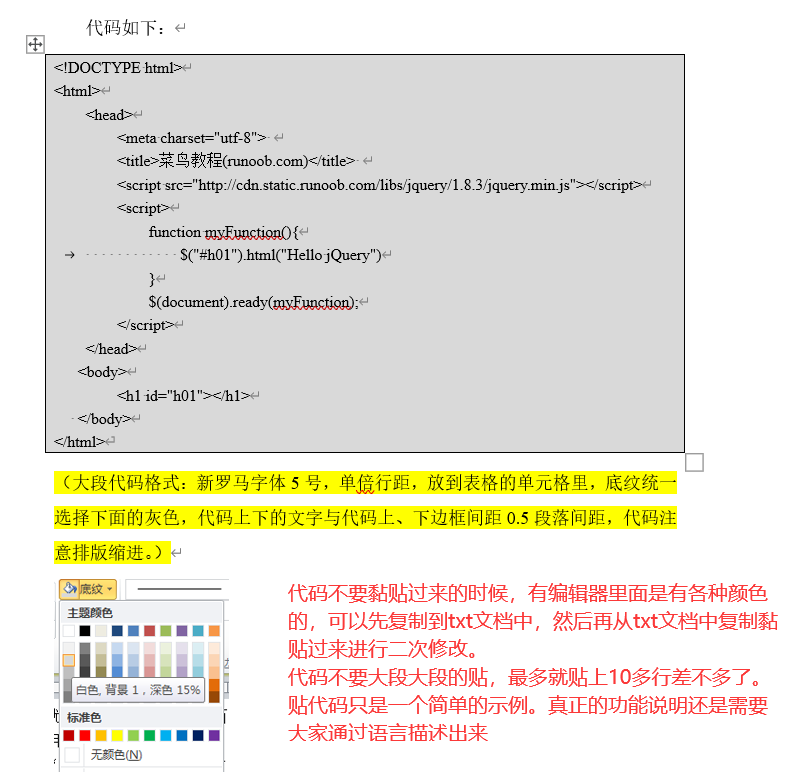 代码如下：
<!DOCTYPE html>
<html>
<head>
<meta charset="utf-8">
<title>菜鸟教程(runoob.com)</title>
<script src="http://cdn.static.runoob.com/libs/jquery/1.8.3/jquery.min.js"></script>
<script>
function myFunction(){
$("#h01").html("Hello jQuery")
}
$(document).ready(myFunction);
</script>
</head>
<body>
<h1 id="h01"></h1>
</body>
</html>
（大段代码格式：新罗马字体 5 号，单倍行距，放到表格的单元格里，底纹统一
选择下面的灰色，代码上下的文字与代码上、下边框间距 0.5 段落间距，代码注
意排版缩进。）
底纹
主题颜色
白色, 背景 1，深色 15%
标准色
无颜色(N)
代码不要黏贴过来的时候，有编辑器里面是有各种颜色
的，可以先复制到txt文档中，然后再从txt文档中复制黏
贴过来进行二次修改。
代码不要大段大段的贴，最多就贴上10多行差不多了。
贴代码只是一个简单的示例。真正的功能说明还是需要
大家通过语言描述出来